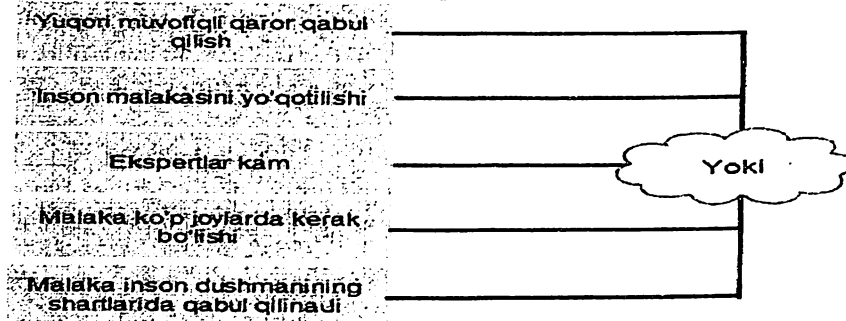 Yuqori muvofiqli qaror qabul
qilish
Inson malakasini yo'qotilishi
Ekspertlar kam
Yoki
Malaka ko'p joylarda kerak
bo'lishi
Malaka inson dushmanining
shartlarida qabul qilinadi